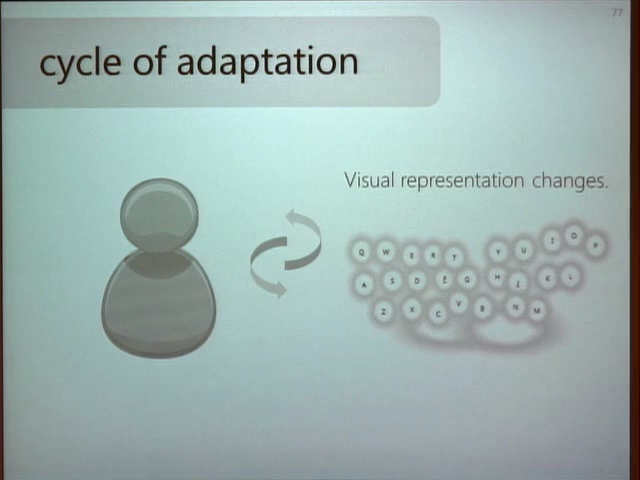 77
cycle of adaptation
Visual representation changes.
Q W E R T Y U I O P
A S D F G H J K L
Z X C V B N M